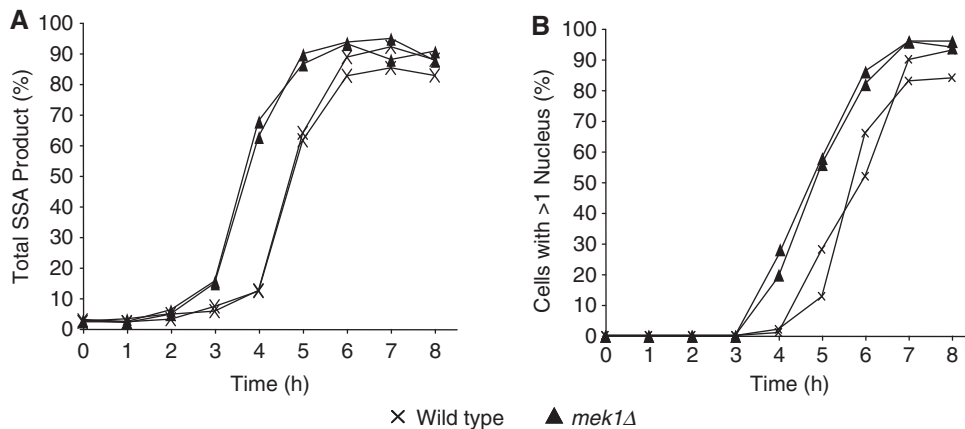 A
Total SSA Product (%)
100
90
80
70
60
50
40
30
20
10
0
0 1 2 3 4 5 6 7 8
Time (h)
B
Cells with >1 Nucleus (%)
100
90
80
70
60
50
40
30
20
10
0
0 1 2 3 4 5 6 7 8
Time (h)
Wild type mek1Δ